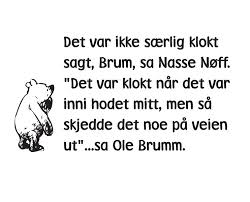 Det var ikke særlig klokt
sagt, Brum, sa Nasse Nøff.
"Det var klokt når det var
inni hodet mitt, men så
skjedde det noe på veien
ut"...sa Ole Brumm.